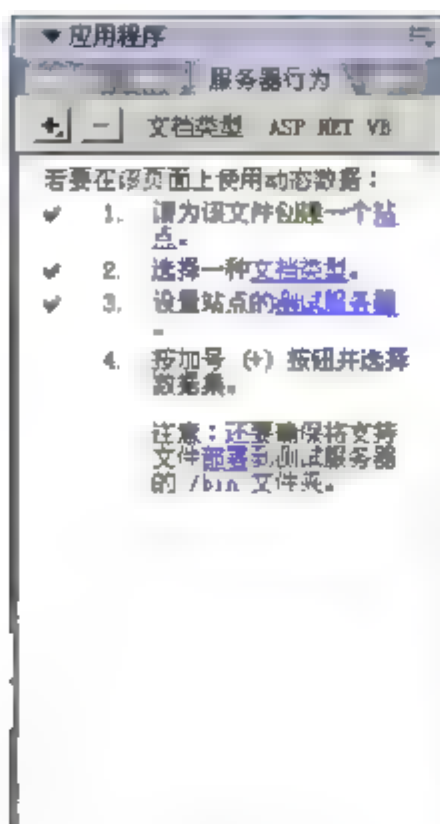 应用程序
服务器行为
文档类型 ASP NET VB
若要在该页面上使用动态数据：
1. 请为该文件创建一个站
点。
2. 选择一种文档类型。
3. 设置站点的测试服务器
。
4. 按加号 (+) 按钮并选择
数据集。
注意：还要确保将支持
文件部署到测试服务器
的 /bin 文件夹。